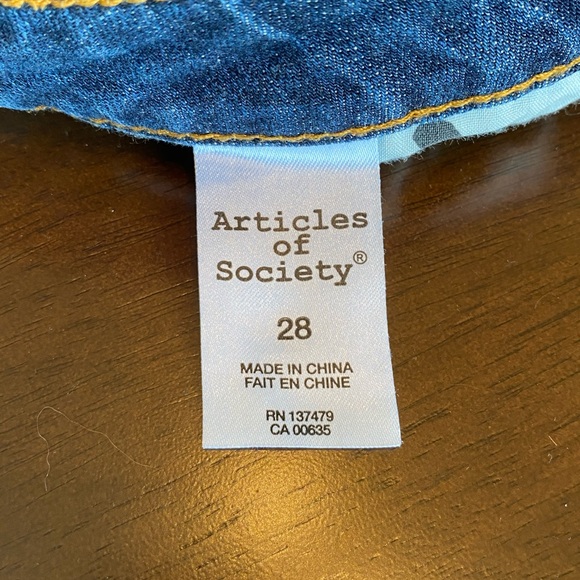 Articles
of
Society®
28
MADE IN CHINA
FAIT EN CHINE
RN 137479
CA 00635